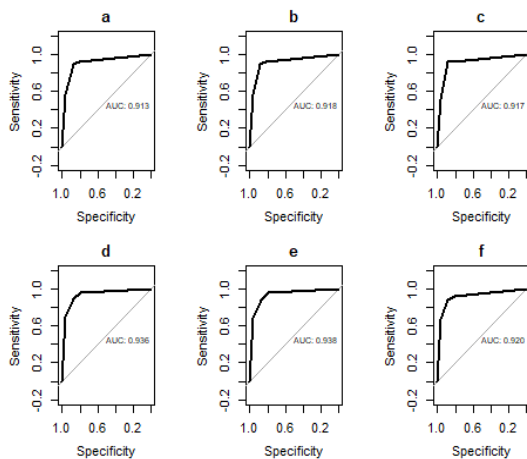 a
Sensitivity
1.0
0.6
0.2
-0.2
AUC: 0.913
1.0 0.6 0.2
Specificity
b
Sensitivity
1.0
0.6
0.2
-0.2
AUC: 0.918
1.0 0.6 0.2
Specificity
c
Sensitivity
1.0
0.6
0.2
-0.2
AUC: 0.917
1.0 0.6 0.2
Specificity
d
Sensitivity
1.0
0.6
0.2
-0.2
AUC: 0.936
1.0 0.6 0.2
Specificity
e
Sensitivity
1.0
0.6
0.2
-0.2
AUC: 0.938
1.0 0.6 0.2
Specificity
f
Sensitivity
1.0
0.6
0.2
-0.2
AUC: 0.920
1.0 0.6 0.2
Specificity